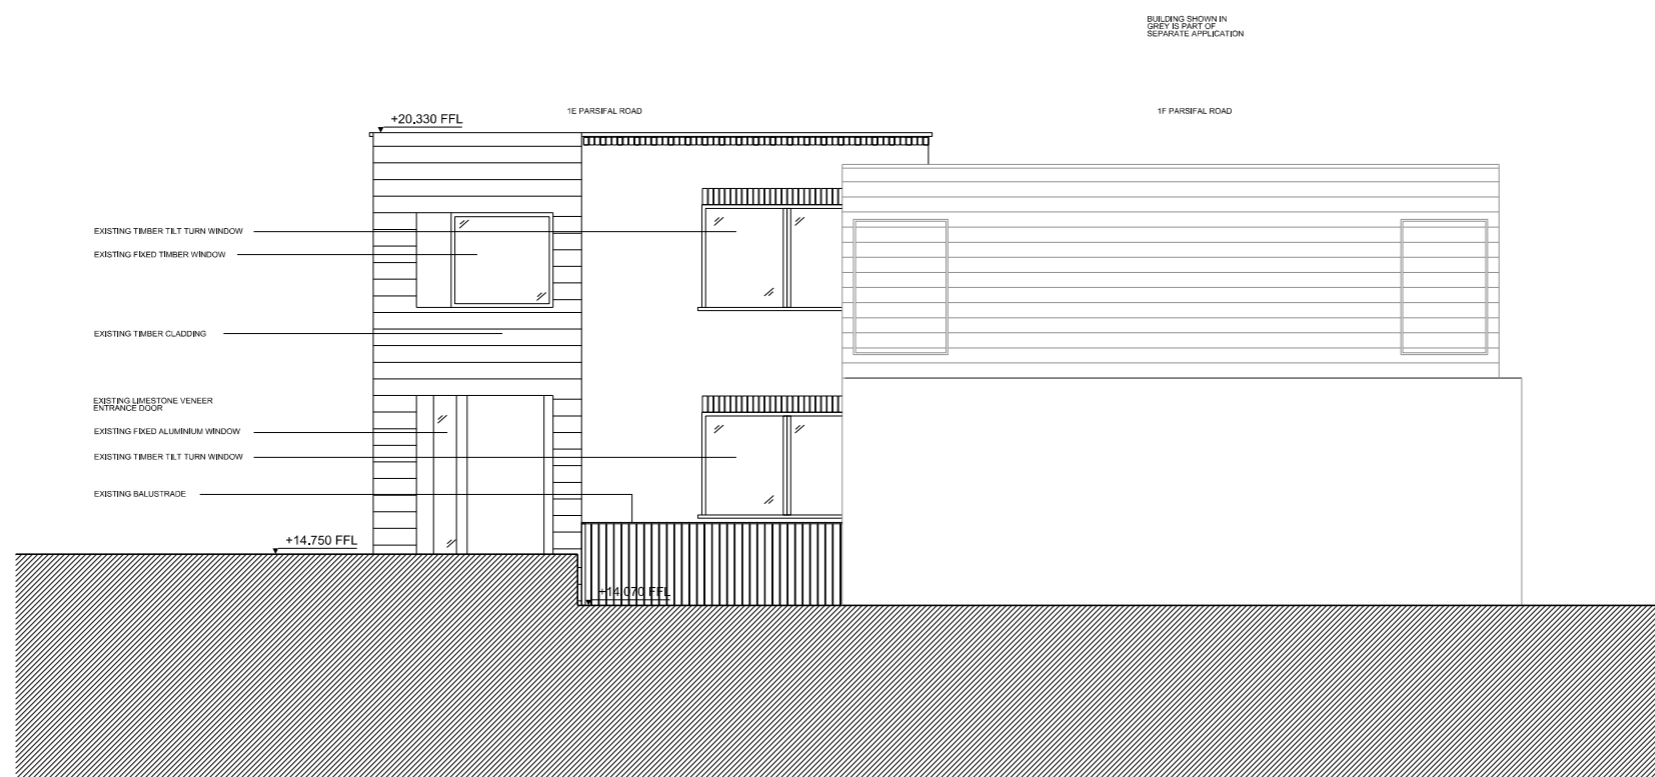 BUILDING SHOWN IN
GREY IS PART OF
SEPARATE APPLICATION
1E PARSIFAL ROAD
1F PARSIFAL ROAD
+20.330 FFL
EXISTING TIMBER TILT TURN WINDOW
EXISTING FIXED TIMBER WINDOW
EXISTING TIMBER CLADDING
EXISTING LIMESTONE VENEER
ENTRANCE DOOR
EXISTING FIXED ALUMINIUM WINDOW
EXISTING TIMBER TILT TURN WINDOW
EXISTING BALUSTRADE
+14.750 FFL
+14.070 FFL